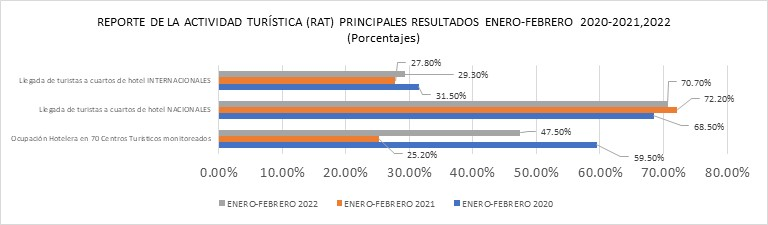 REPORTE DE LA ACTIVIDAD TURÍSTICA (RAT) PRINCIPALES RESULTADOS ENERO-FEBRERO 2020-2021,2022
(Porcentajes)
27.80%
Llegada de turistas a cuartos de hotel INTERNACIONALES
29.30%
31.50%
70.70%
72.20%
Llegada de turistas a cuartos de hotel NACIONALES
68.50%
47.50%
Ocupación Hotelera en 70 Centros Turísticos monitoreados
25.20%
59.50%
0.00% 10.00% 20.00% 30.00% 40.00% 50.00% 60.00% 70.00% 80.00%
ENERO-FEBRERO 2022 ENERO-FEBRERO 2021 ENERO-FEBRERO 2020